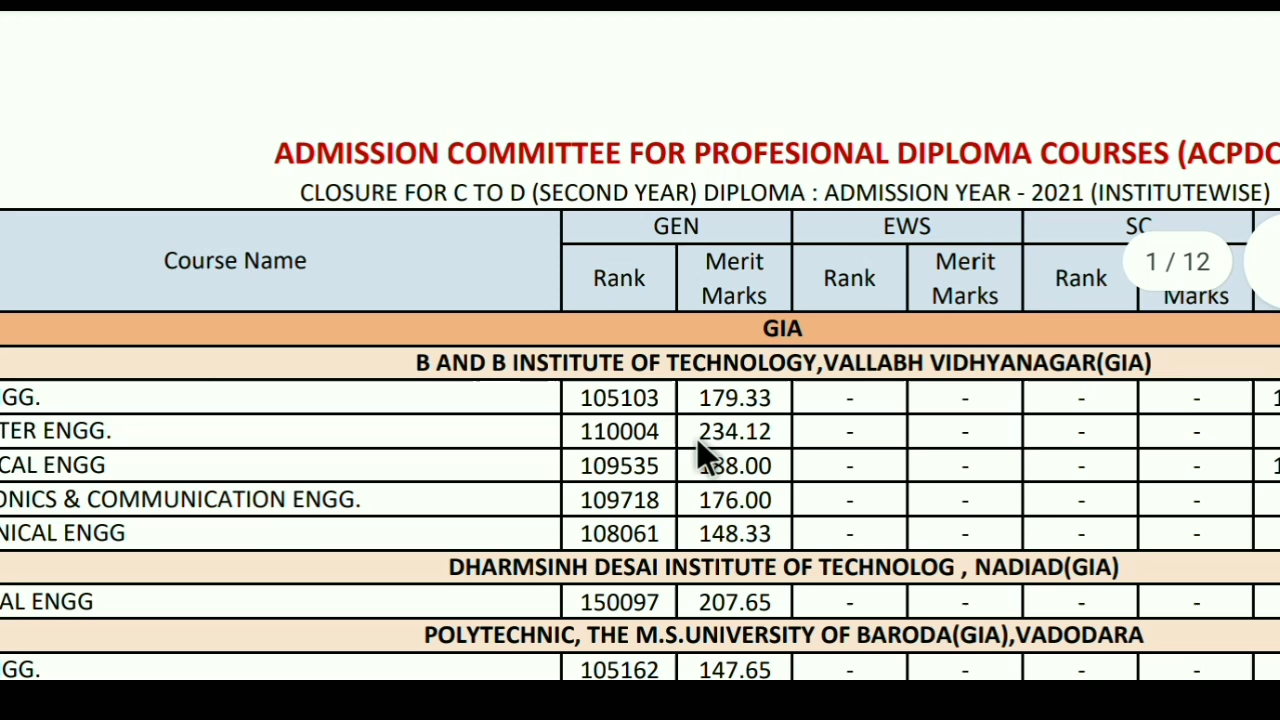 ADMISSION COMMITTEE FOR PROFESIONAL DIPLOMA COURSES (ACPDC
CLOSURE FOR C TO D (SECOND YEAR) DIPLOMA : ADMISSION YEAR - 2021 (INSTITUTEWISE)
Course Name GEN EWS SC
Rank Merit Marks Rank Merit Marks Rank Marks
1 / 12
GIA
B AND B INSTITUTE OF TECHNOLOGY,VALLABH VIDHYANAGAR(GIA)
GG. 105103 179.33 - - - - 1
TER ENGG. 110004 234.12 - - - -
CAL ENGG 109535 38.00 - - - - 1
ONICS & COMMUNICATION ENGG. 109718 176.00 - - - -
NICAL ENGG 108061 148.33 - - - -
DHARMSINH DESAI INSTITUTE OF TECHNOLOG , NADIAD(GIA)
AL ENGG 150097 207.65 - - - -
POLYTECHNIC, THE M.S.UNIVERSITY OF BARODA(GIA),VADODARA
GG. 105162 147.65 - - - -